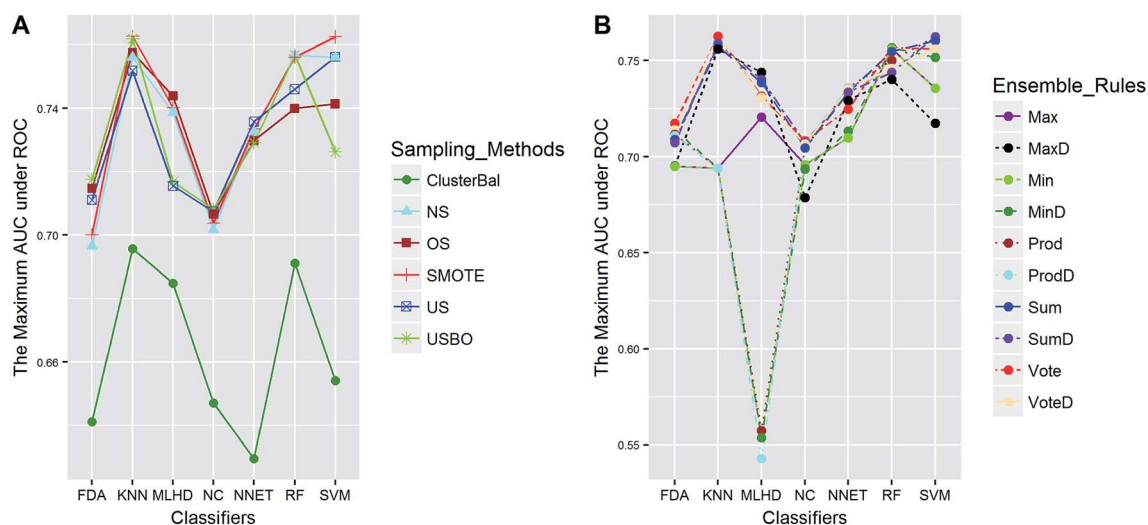 A
The Maximum AUC under ROC
0.74
0.70
0.66
FDA KNN MLHD NC NNET RF SVM
Classifiers
Sampling_Methods
ClusterBal
NS
OS
SMOTE
US
USBO
B
The Maximum AUC under ROC
0.75
0.70
0.65
0.60
0.55
FDA KNN MLHD NC NNET RF SVM
Classifiers
Ensemble_Rules
Max
MaxD
Min
MinD
Prod
ProdD
Sum
SumD
Vote
VoteD